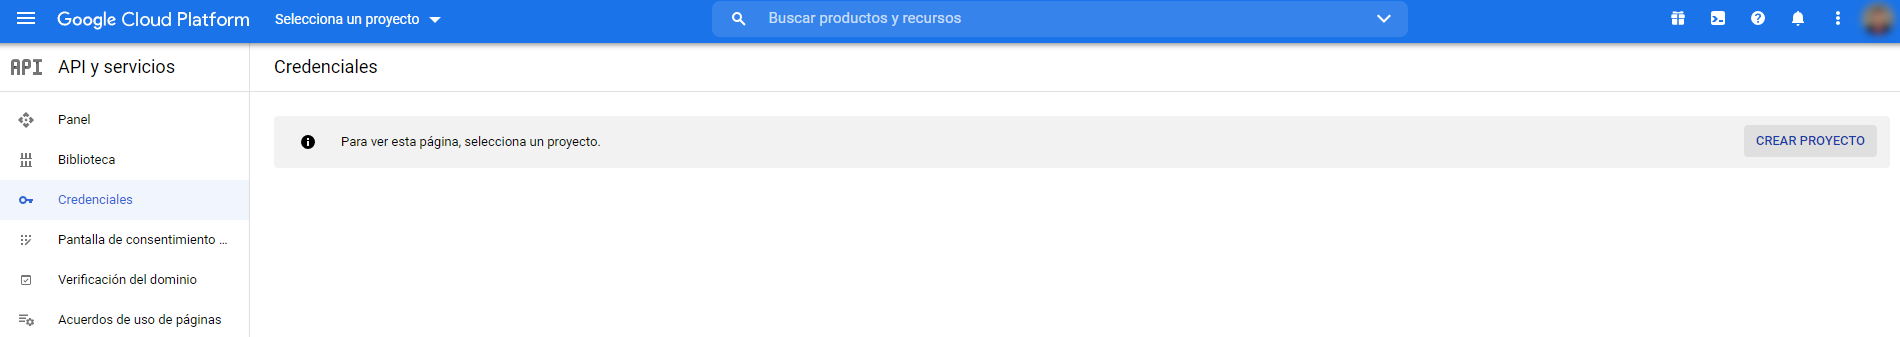 Google Cloud Platform
Selecciona un proyecto
Buscar productos y recursos
API
API y servicios
Credenciales
Panel
Biblioteca
Credenciales
Pantalla de consentimiento ...
Verificación del dominio
Acuerdos de uso de páginas
Para ver esta página, selecciona un proyecto.
CREAR PROYECTO